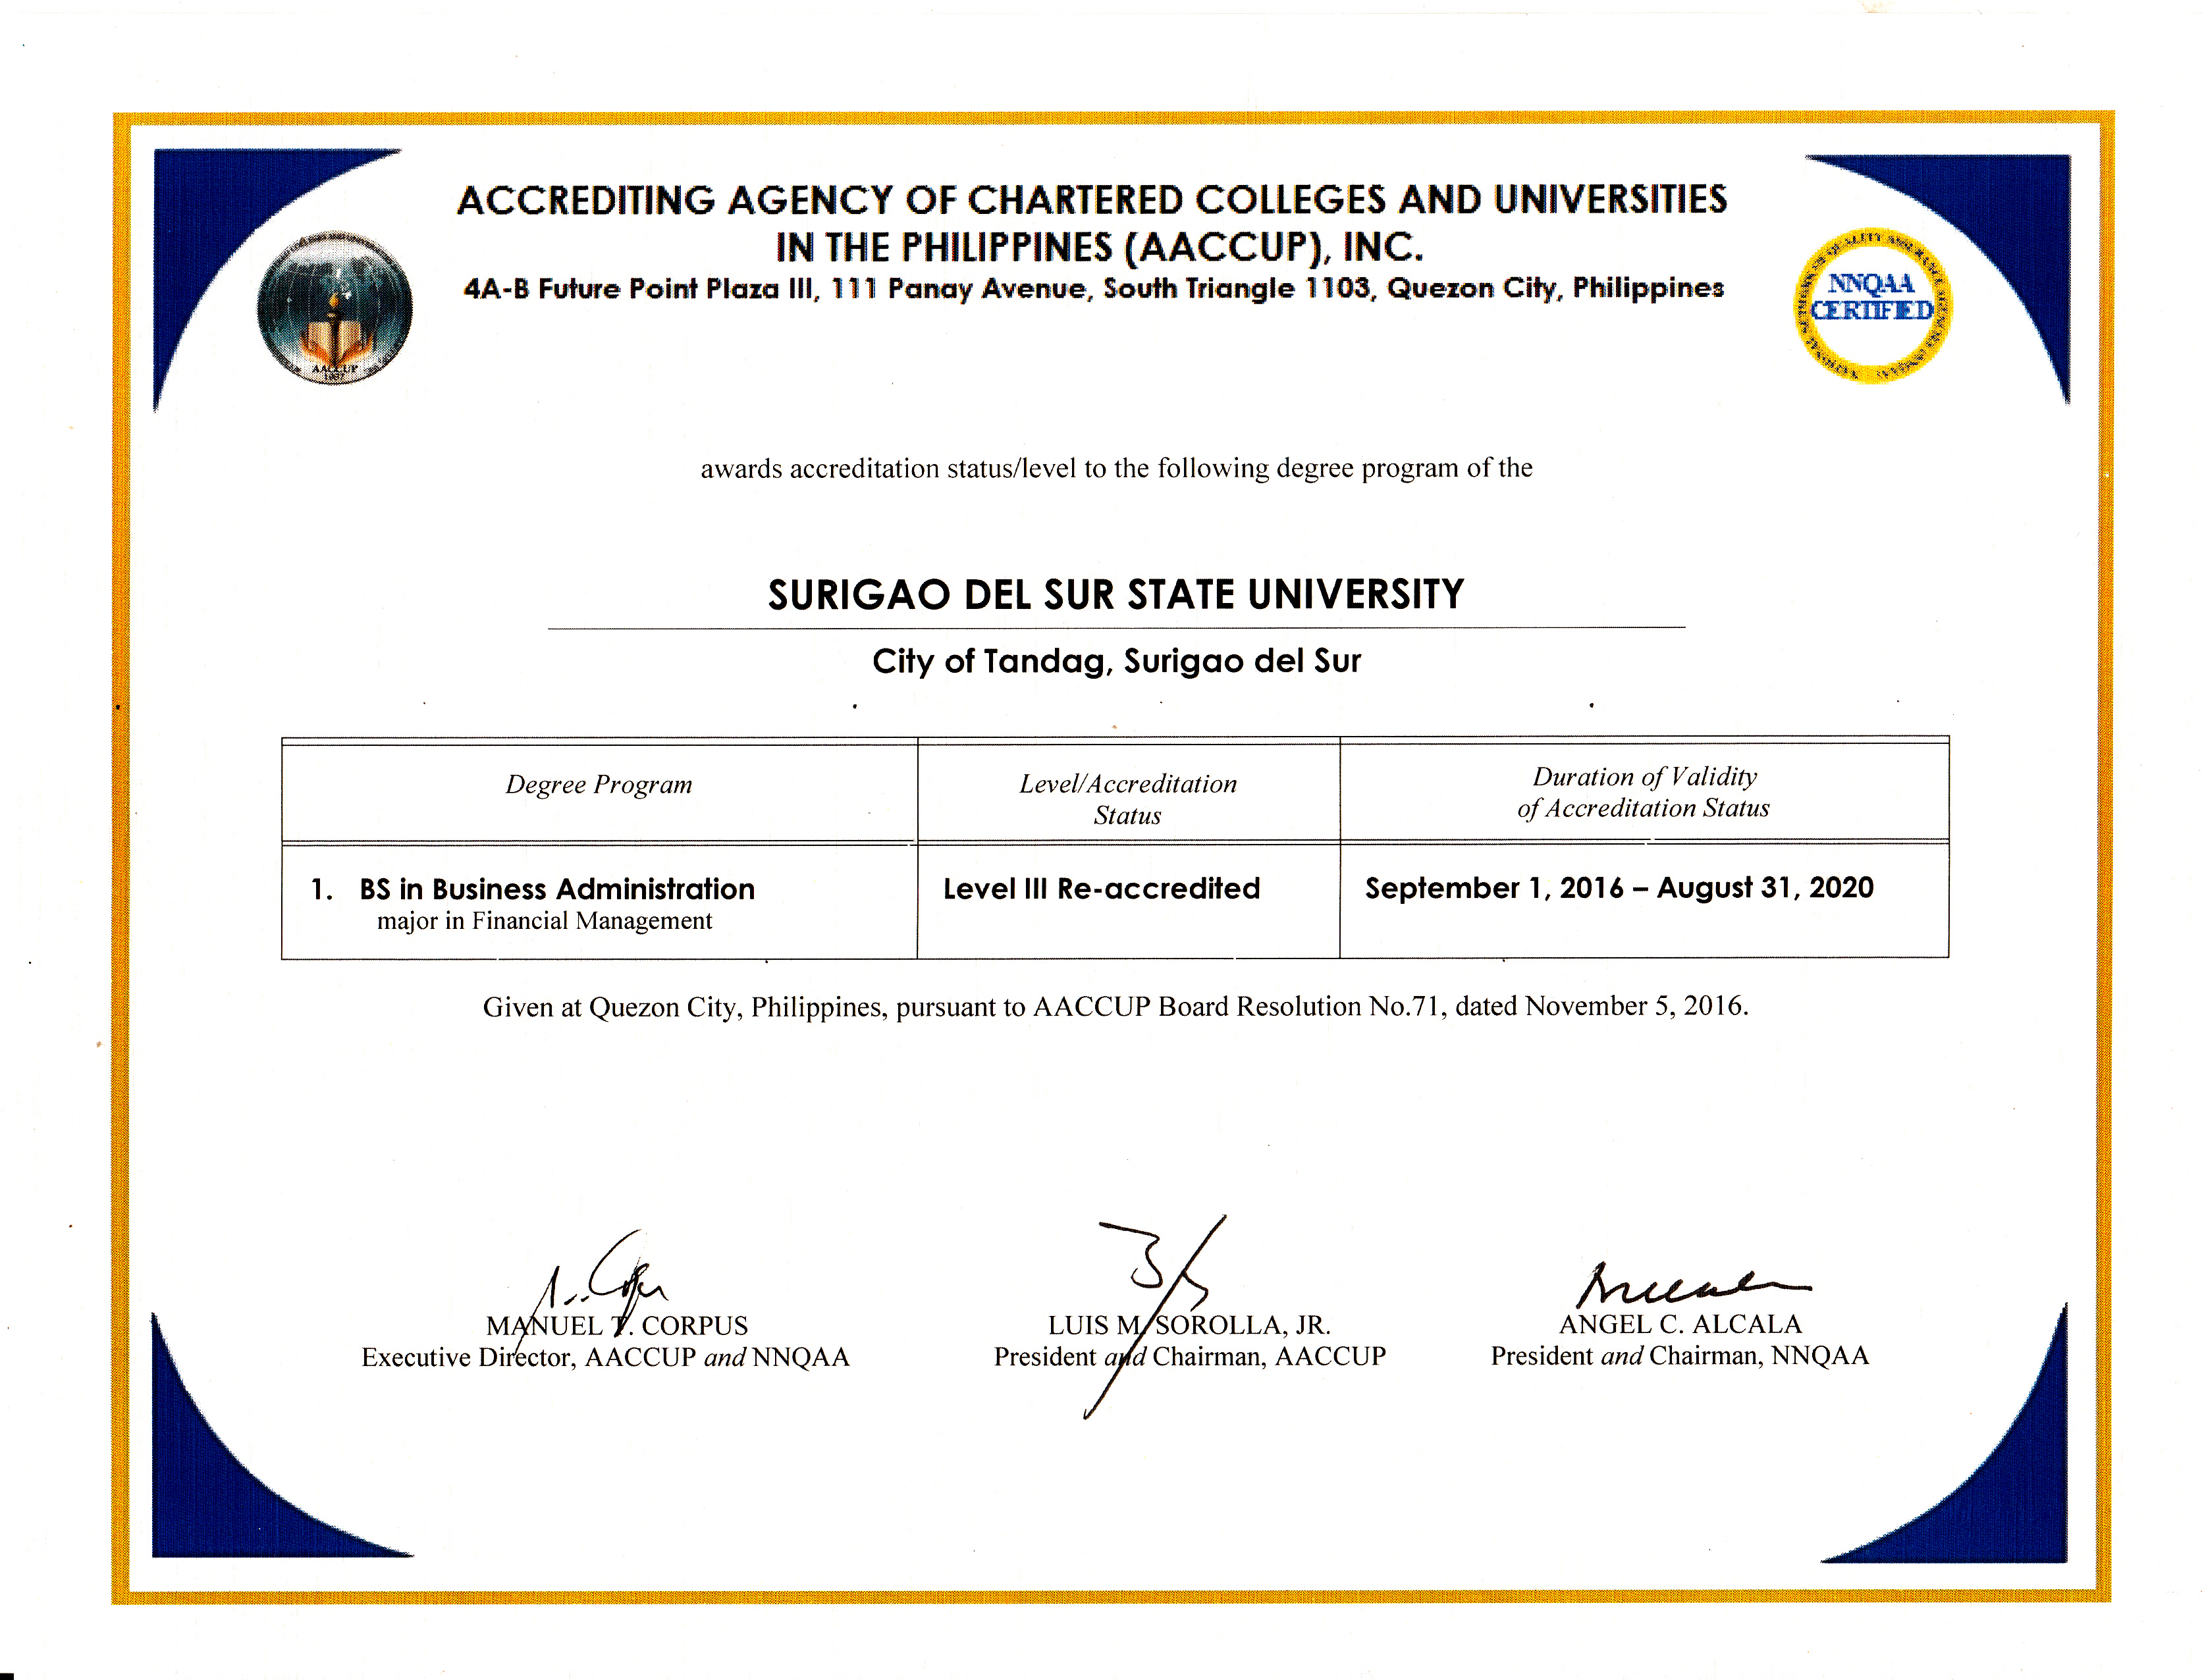 ACCREDITING AGENCY OF CHARTERED COLLEGES AND UNIVERSITIES
IN THE PHILIPPINES (AACCUP), INC.
4A-B Future Point Plaza III, 111 Panay Avenue, South Triangle 1103, Quezon City, Philippines
AACCUP
NNQAA
CERTIFIED
awards accreditation status/level to the following degree program of the
SURIGAO DEL SUR STATE UNIVERSITY
City of Tandag, Surigao del Sur
Degree Program
Level/Accreditation
Status
Duration of Validity
of Accreditation Status
1. BS in Business Administration
major in Financial Management
Level III Re-accredited
September 1, 2016 – August 31, 2020
Given at Quezon City, Philippines, pursuant to AACCUP Board Resolution No.71, dated November 5, 2016.
MANUEL T. CORPUS
Executive Director, AACCUP and NNQAA
LUIS M. SOROLLA, JR.
President and Chairman, AACCUP
ANGEL C. ALCALA
President and Chairman, NNQAA